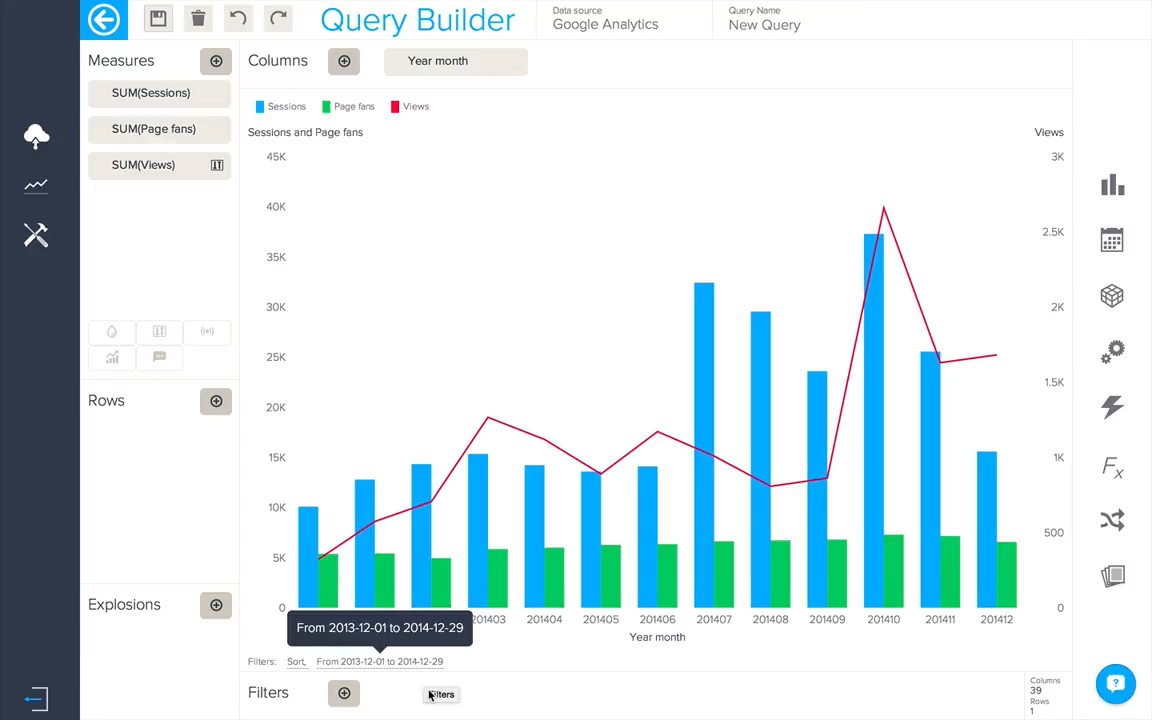 Query Builder
Data source
Google Analytics
Query Name
New Query
Measures
SUM(Sessions)
SUM(Page fans)
SUM(Views)
Rows
Explosions
Columns
Year month
Sessions
Page fans
Views
Sessions and Page fans
Views
45K
40K
35K
30K
25K
20K
15K
10K
5K
0
3K
2.5K
2K
1.5K
1K
500
0
201403
201404
201405
201406
201407
201408
201409
201410
201411
201412
Year month
From 2013-12-01 to 2014-12-29
Filters: Sort, From 2013-12-01 to 2014-12-29
Filters
Filters
Columns
39
Rows
1
Fx
?